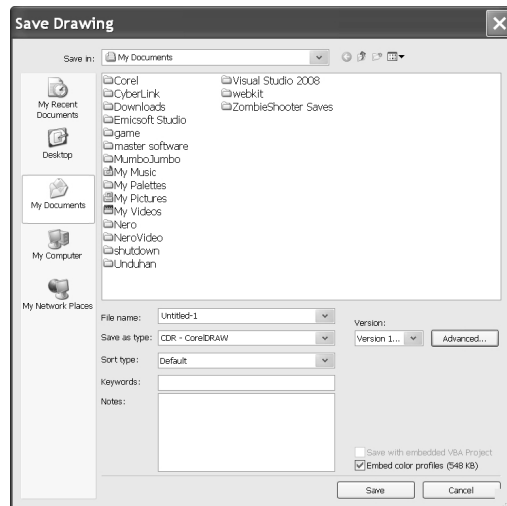 Save Drawing
Save in:
My Documents
My Recent
Documents
Desktop
My Documents
My Computer
My Network Places
Corel
CyberLink
Downloads
Emicsoft Studio
game
master software
MumboJumbo
My Music
My Palettes
My Pictures
My Videos
Nero
NeroVideo
shutdown
Unduhan
Visual Studio 2008
webkit
ZombieShooter Saves
File name:
Untitled-1
Save as type:
CDR - CorelDRAW
Sort type:
Default
Keywords:
Notes:
Version:
Version 1...
Advanced...
Save with embedded VBA Project
Embed color profiles (548 KB)
Save
Cancel